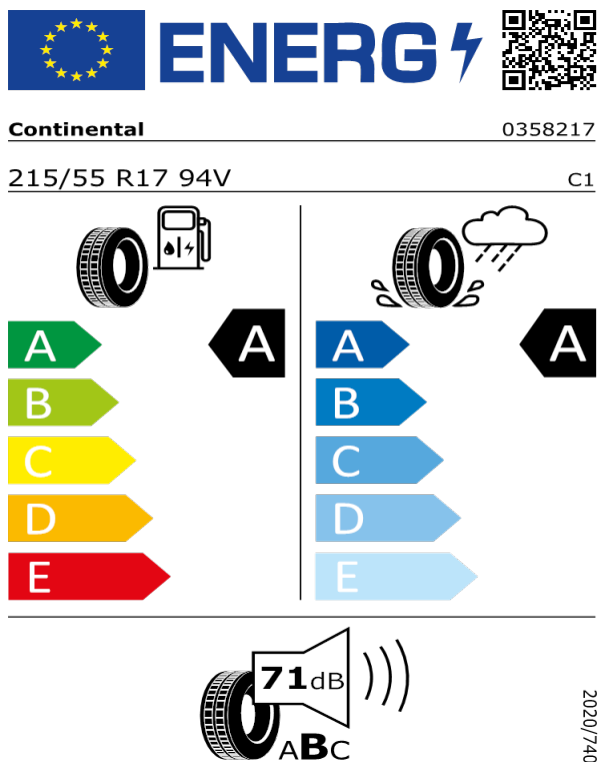 ENERG
Continental 0358217
215/55 R17 94V C1
A A
B
C
D
E
A A
B
C
D
E
71dB
ABC
2020/740